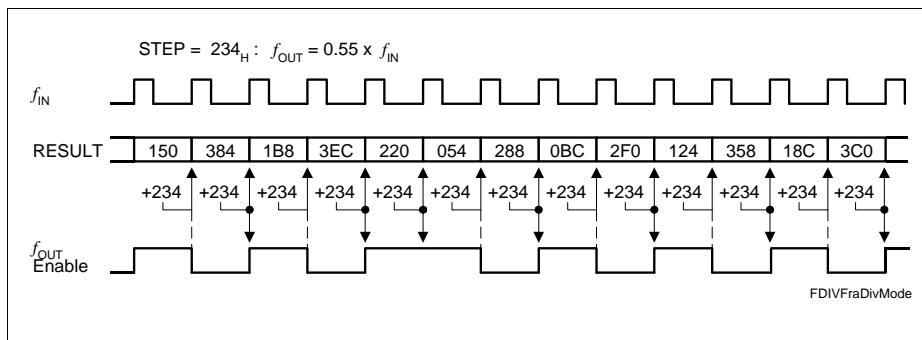 STEP = 234H : fOUT = 0.55 x fIN
fIN
RESULT 150 384 1B8 3EC 220 054 288 0BC 2F0 124 358 18C 3C0
+234 +234 +234 +234 +234 +234 +234 +234 +234 +234 +234 +234 +234
fOUT
Enable
FDIVFraDivMode